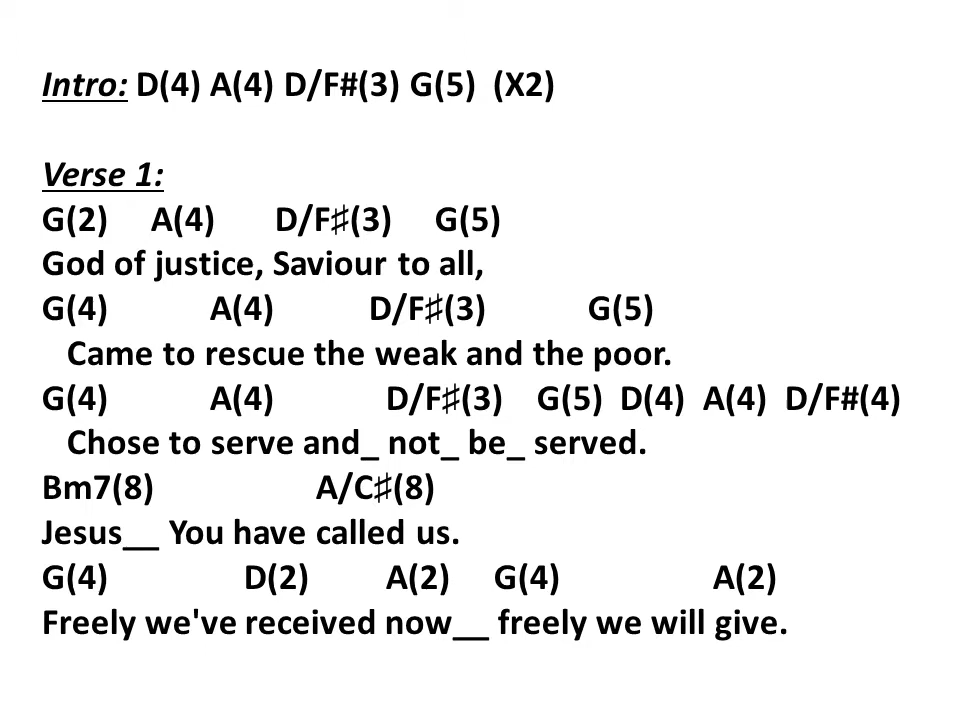 Intro: D(4) A(4) D/F#(3) G(5) (X2)
Verse 1:
G(2) A(4) D/F♯(3) G(5)
God of justice, Saviour to all,
G(4) A(4) D/F♯(3) G(5)
Came to rescue the weak and the poor.
G(4) A(4) D/F♯(3) G(5) D(4) A(4) D/F#(4)
Chose to serve and_ not_ be_ served.
Bm7(8) A/C♯(8)
Jesus__ You have called us.
G(4) D(2) A(2) G(4) A(2)
Freely we've received now__ freely we will give.